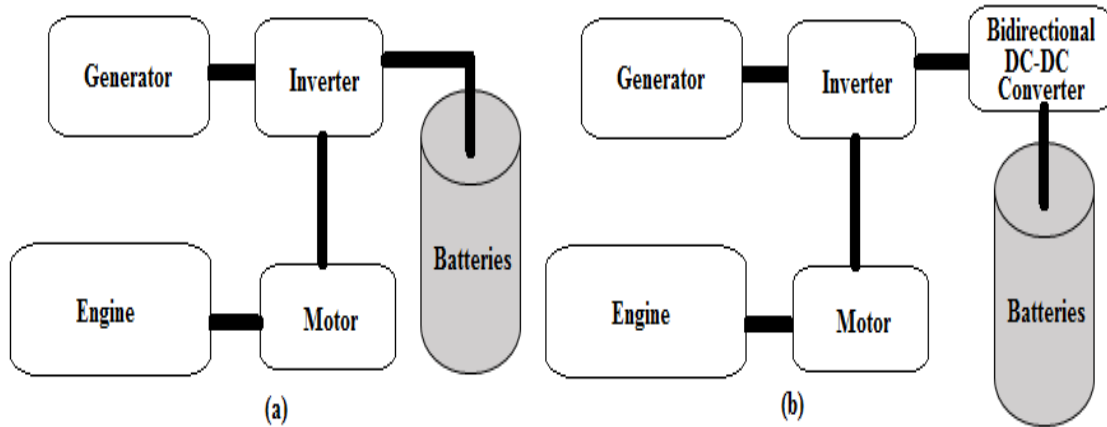 Generator
Inverter
Batteries
Engine
Motor
(a)
Generator
Inverter
Bidirectional
DC-DC
Converter
Batteries
Engine
Motor
(b)